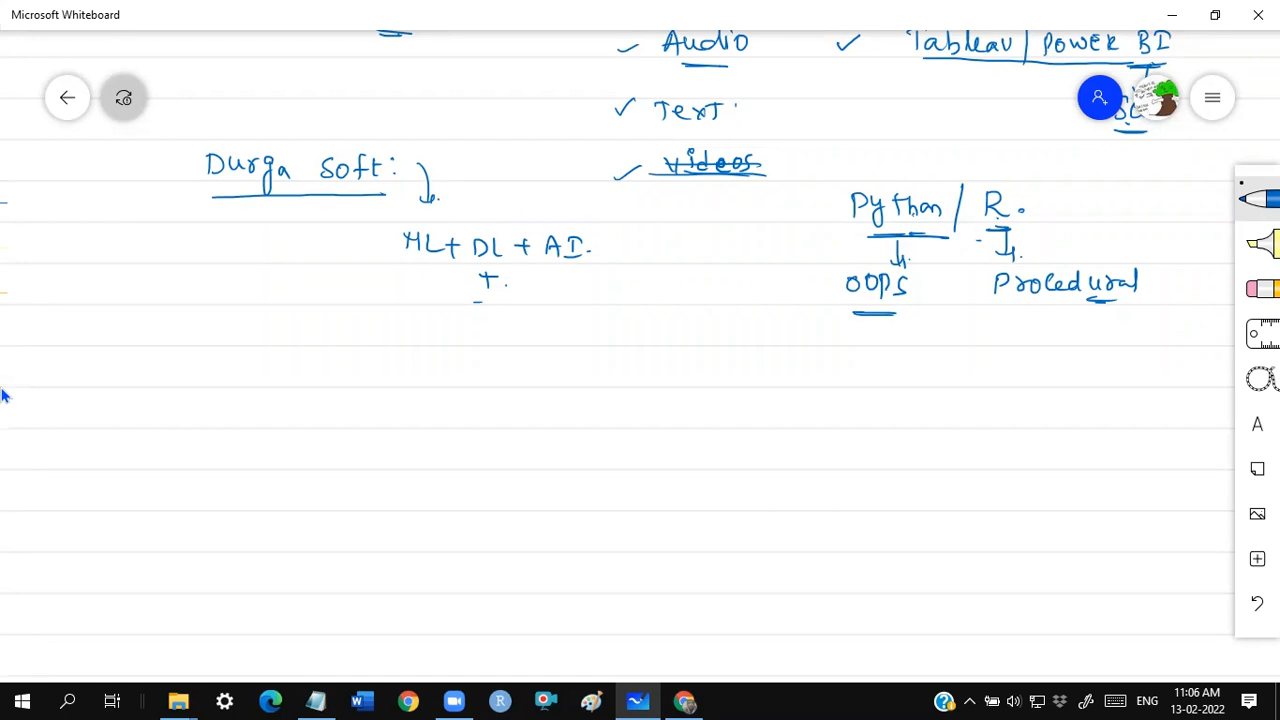 Microsoft Whiteboard
Audio
Tableau / Power BI
Text
Durga Soft:
Videos
Python / R.
ML + DL + AI.
+
OOPS
Procedural
A
ENG
11:06 AM
13-02-2022